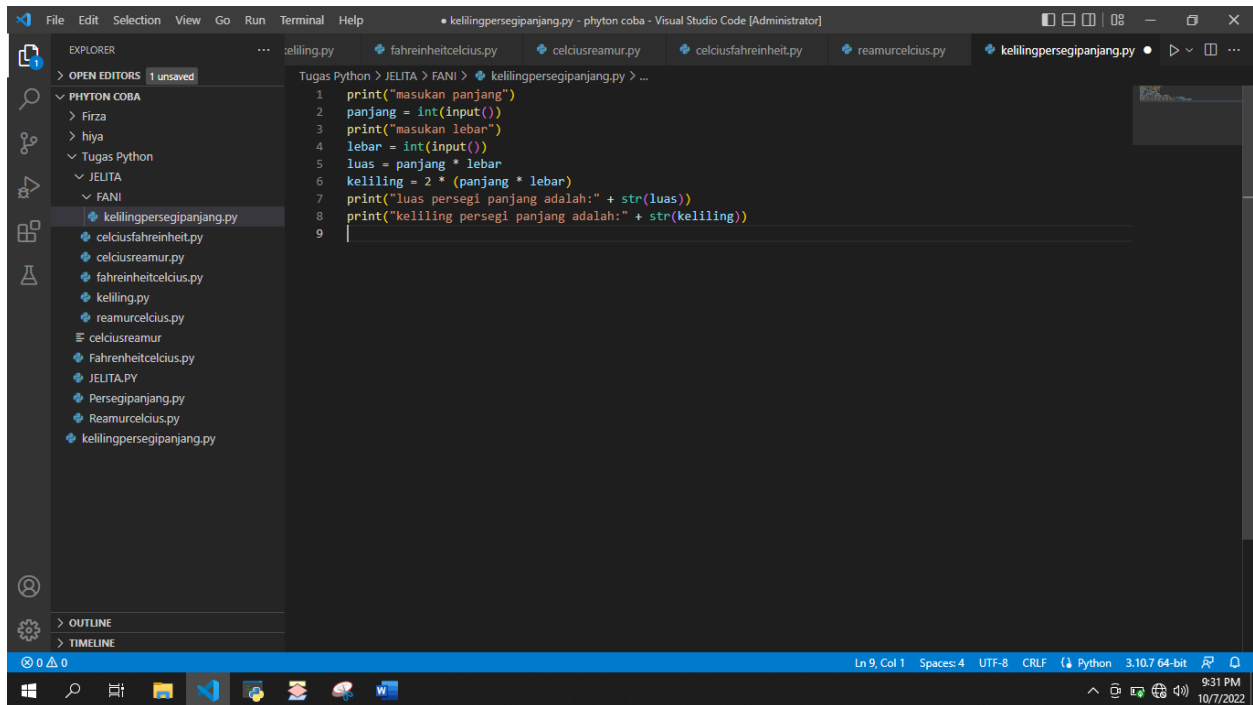 File Edit Selection View Go Run Terminal Help
● kelilingpersegipanjang.py - phyton coba - Visual Studio Code [Administrator]
EXPLORER
keliling.py fahreinheitcelcius.py celciusreamur.py celciusfahreinheit.py reamurcelcius.py kelilingpersegipanjang.py ●
> OPEN EDITORS 1 unsaved
Tugas Python > JELITA > FANI > kelilingpersegipanjang.py > ...
PHYTON COBA
> Firza
> hiya
Tugas Python
JELITA
FANI
kelilingpersegipanjang.py
celciusfahreinheit.py
celciusreamur.py
fahreinheitcelcius.py
keliling.py
reamurcelcius.py
celciusreamur
Fahrenheitcelcius.py
JELITA.PY
Persegipanjang.py
Reamurcelcius.py
kelilingpersegipanjang.py
1 print("masukan panjang")
2 panjang = int(input())
3 print("masukan lebar")
4 lebar = int(input())
5 luas = panjang * lebar
6 keliling = 2 * (panjang * lebar)
7 print("luas persegi panjang adalah:" + str(luas))
8 print("keliling persegi panjang adalah:" + str(keliling))
9
> OUTLINE
> TIMELINE
0 0 Ln 9, Col 1 Spaces: 4 UTF-8 CRLF Python 3.10.7 64-bit
9:31 PM
10/7/2022